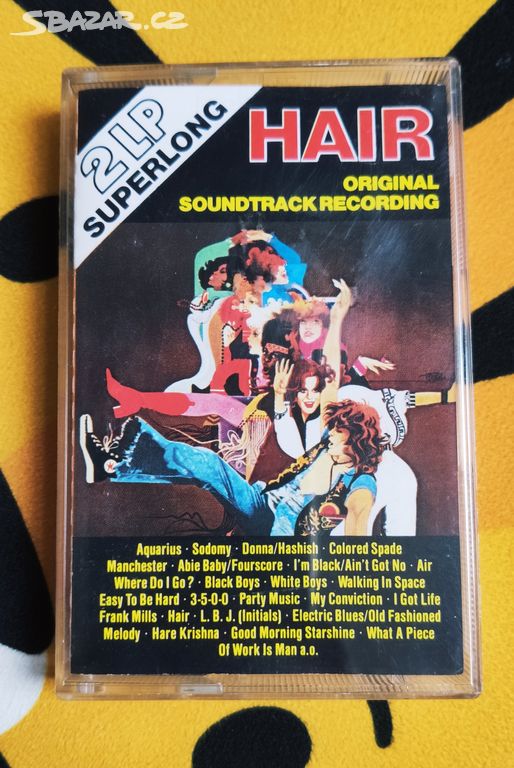 SBAZAR.CZ
2 LP
SUPERLONG
HAIR
ORIGINAL
SOUNDTRACK RECORDING
Aquarius · Sodomy · Donna/Hashish · Colored Spade
Manchester · Abie Baby/Fourscore · I'm Black/Ain't Got No · Air
Where Do I Go? · Black Boys · White Boys · Walking In Space
Easy To Be Hard · 3-5-0-0 · Party Music · My Conviction · I Got Life
Frank Mills · Hair · L. B. J. (Initials) · Electric Blues/Old Fashioned
Melody · Hare Krishna · Good Morning Starshine · What A Piece
Of Work Is Man a.o.